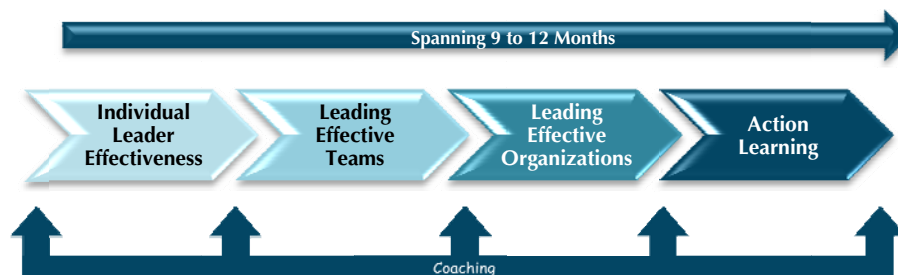 Spanning 9 to 12 Months
Individual
Leader
Effectiveness
Leading
Effective
Teams
Leading
Effective
Organizations
Action
Learning
Coaching